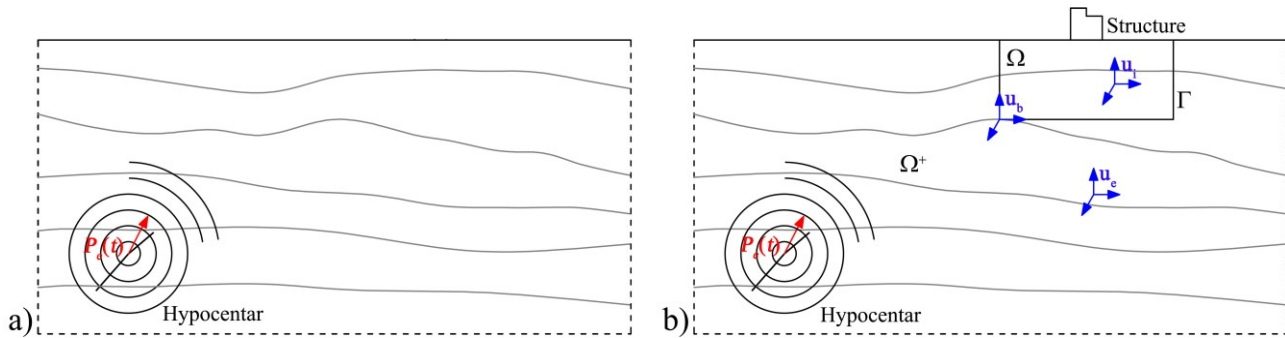 Structure
Ω
u_i
Γ
u_b
Ω⁺
u_e
P_e(t)
P_e(t)
a)
Hypocentar
b)
Hypocentar